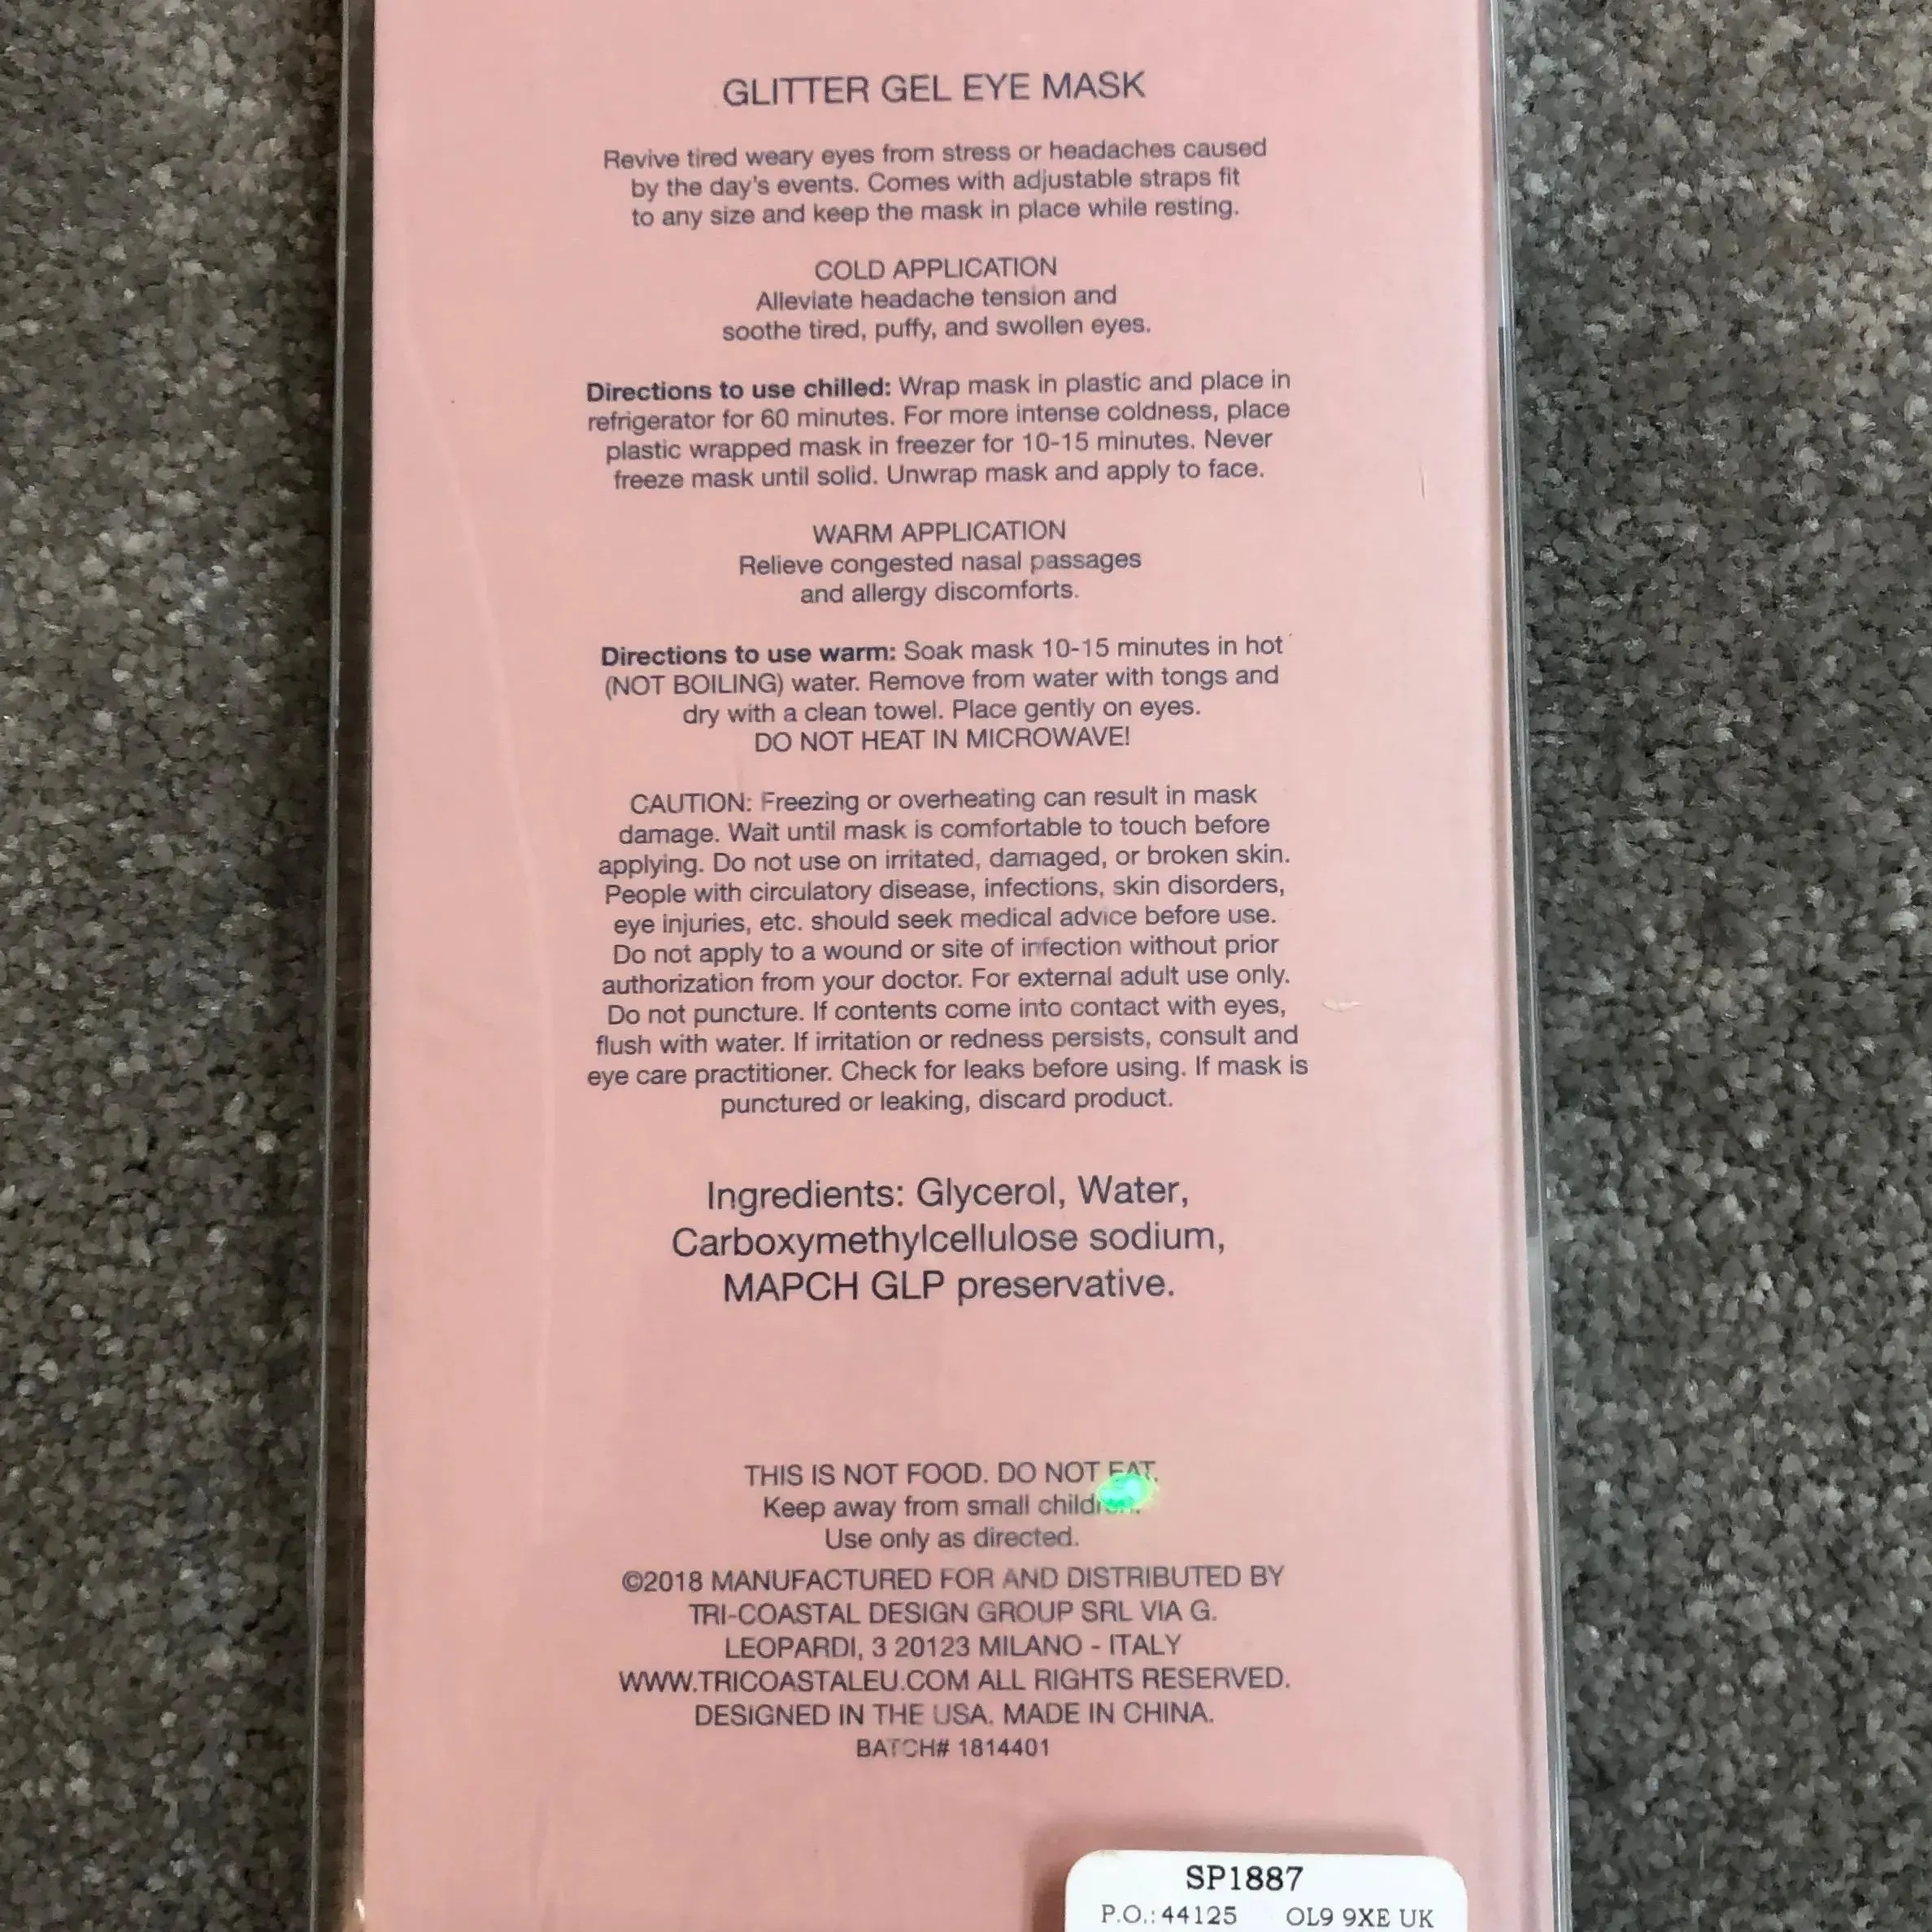 GLITTER GEL EYE MASK
Revive tired weary eyes from stress or headaches caused
by the day's events. Comes with adjustable straps fit
to any size and keep the mask in place while resting.
COLD APPLICATION
Alleviate headache tension and
soothe tired, puffy, and swollen eyes.
Directions to use chilled: Wrap mask in plastic and place in
refrigerator for 60 minutes. For more intense coldness, place
plastic wrapped mask in freezer for 10-15 minutes. Never
freeze mask until solid. Unwrap mask and apply to face.
WARM APPLICATION
Relieve congested nasal passages
and allergy discomforts.
Directions to use warm: Soak mask 10-15 minutes in hot
(NOT BOILING) water. Remove from water with tongs and
dry with a clean towel. Place gently on eyes.
DO NOT HEAT IN MICROWAVE!
CAUTION: Freezing or overheating can result in mask
damage. Wait until mask is comfortable to touch before
applying. Do not use on irritated, damaged, or broken skin.
People with circulatory disease, infections, skin disorders,
eye injuries, etc. should seek medical advice before use.
Do not apply to a wound or site of infection without prior
authorization from your doctor. For external adult use only.
Do not puncture. If contents come into contact with eyes,
flush with water. If irritation or redness persists, consult and
eye care practitioner. Check for leaks before using. If mask is
punctured or leaking, discard product.
Ingredients: Glycerol, Water,
Carboxymethylcellulose sodium,
MAPCH GLP preservative.
THIS IS NOT FOOD. DO NOT EAT.
Keep away from small children.
Use only as directed.
©2018 MANUFACTURED FOR AND DISTRIBUTED BY
TRI-COASTAL DESIGN GROUP SRL VIA G.
LEOPARDI, 3 20123 MILANO - ITALY
WWW.TRICOASTALEU.COM ALL RIGHTS RESERVED.
DESIGNED IN THE USA. MADE IN CHINA.
BATCH# 1814401
SP1887
P.O.: 44125 OL9 9XE UK